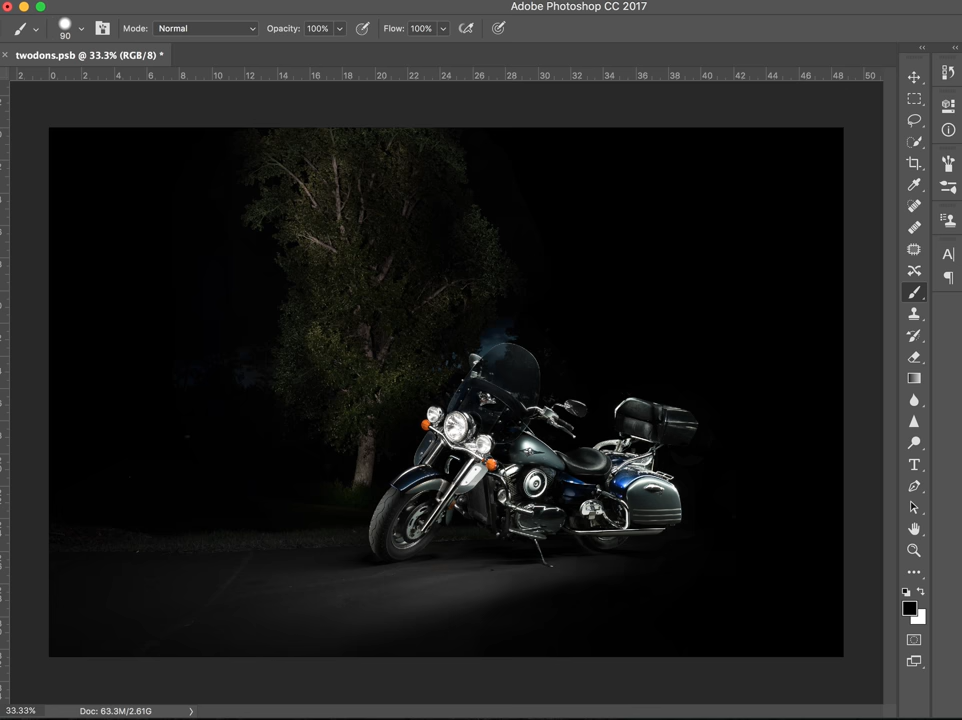 Adobe Photoshop CC 2017
90 Mode: Normal Opacity: 100% Flow: 100%
twodons.psb @ 33.3% (RGB/8) *
2 0 2 4 6 8 10 12 14 16 18 20 22 24 26 28 30 32 34 36 38 40 42 44 46 48 50
33.33% Doc: 63.3M/2.61G